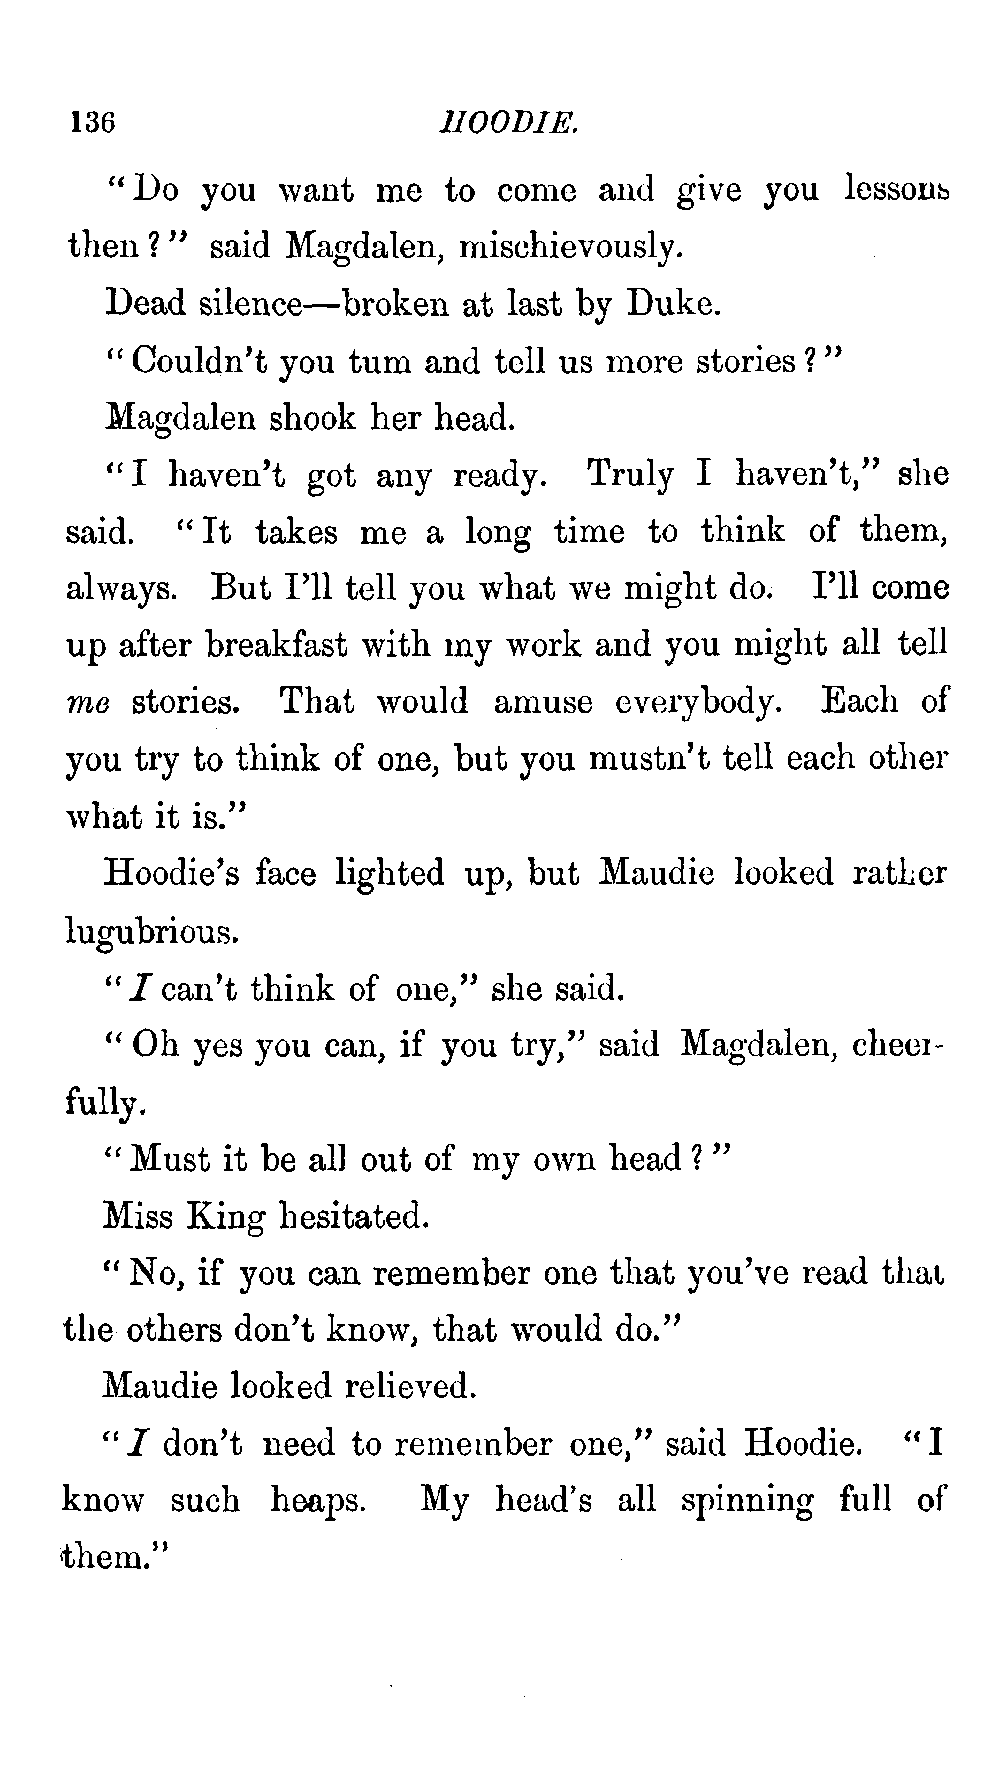 136 HOODIE.
“Do you want me to come and give you lessons
then?” said Magdalen, mischievously.
Dead silence—broken at last by Duke.
“Couldn’t you tum and tell us more stories?”
Magdalen shook her head.
“I haven’t got any ready. Truly I haven’t,” she
said. “It takes me a long time to think of them,
always. But I’ll tell you what we might do. I’ll come
up after breakfast with my work and you might all tell
me stories. That would amuse everybody. Each of
you try to think of one, but you mustn’t tell each other
what it is.”
Hoodie’s face lighted up, but Maudie looked rather
lugubrious.
“I can’t think of one,” she said.
“Oh yes you can, if you try,” said Magdalen, cheer-
fully.
“Must it be all out of my own head?”
Miss King hesitated.
“No, if you can remember one that you’ve read that
the others don’t know, that would do.”
Maudie looked relieved.
“I don’t need to remember one,” said Hoodie. “I
know such heaps. My head’s all spinning full of
them.”